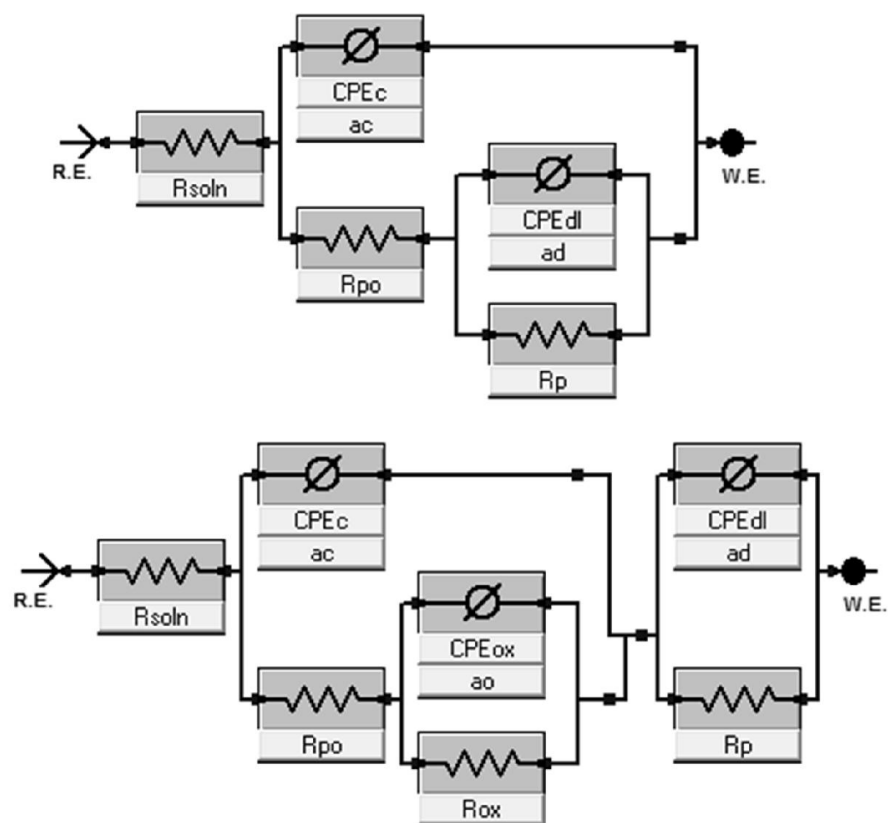 CPEc
ac
R.E.
Rsoln
W.E.
CPEdl
ad
Rpo
Rp
CPEc
ac
CPEdl
ad
R.E.
Rsoln
W.E.
CPEox
ao
Rpo
Rp
Rox